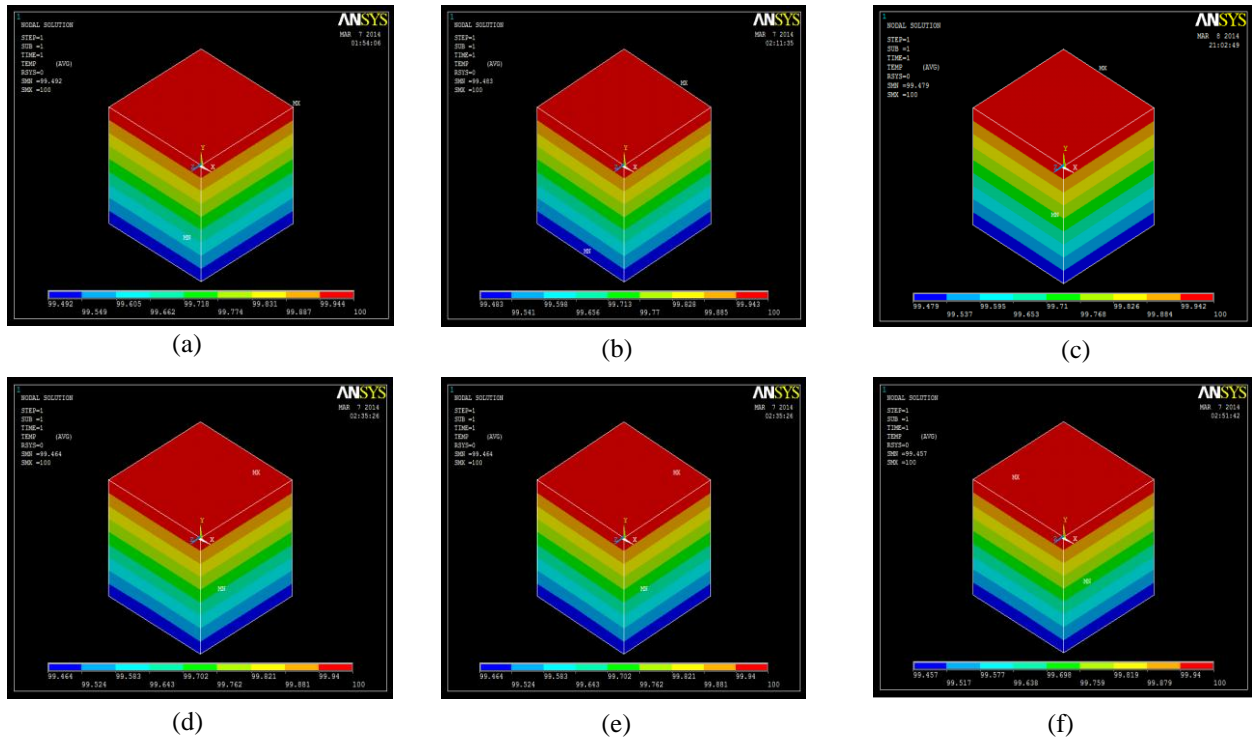 1
NODAL SOLUTION
STEP=1
SUB =1
TIME=1
TEMP (AVG)
RSYS=0
SMN =99.492
SMX =100
ANSYS
MAR 7 2014
01:54:06
MX
Y
Z X
MN
99.492 99.605 99.718 99.831 99.944
99.549 99.662 99.774 99.887 100
(a)
1
NODAL SOLUTION
STEP=1
SUB =1
TIME=1
TEMP (AVG)
RSYS=0
SMN =99.483
SMX =100
ANSYS
MAR 7 2014
02:11:35
MX
Y
Z X
MN
99.483 99.598 99.713 99.828 99.943
99.541 99.656 99.77 99.885 100
(b)
1
NODAL SOLUTION
STEP=1
SUB =1
TIME=1
TEMP (AVG)
RSYS=0
SMN =99.479
SMX =100
ANSYS
MAR 8 2014
21:02:49
MX
Y
Z X
MN
99.479 99.595 99.71 99.826 99.942
99.537 99.653 99.768 99.884 100
(c)
1
NODAL SOLUTION
STEP=1
SUB =1
TIME=1
TEMP (AVG)
RSYS=0
SMN =99.464
SMX =100
ANSYS
MAR 7 2014
02:35:26
MX
Y
Z X
MN
99.464 99.583 99.702 99.821 99.94
99.524 99.643 99.762 99.881 100
(d)
1
NODAL SOLUTION
STEP=1
SUB =1
TIME=1
TEMP (AVG)
RSYS=0
SMN =99.464
SMX =100
ANSYS
MAR 7 2014
02:35:26
MX
Y
Z X
MN
99.464 99.583 99.702 99.821 99.94
99.524 99.643 99.762 99.881 100
(e)
1
NODAL SOLUTION
STEP=1
SUB =1
TIME=1
TEMP (AVG)
RSYS=0
SMN =99.457
SMX =100
ANSYS
MAR 7 2014
02:51:42
MX
Y
Z X
MN
99.457 99.577 99.698 99.819 99.94
99.517 99.638 99.759 99.879 100
(f)